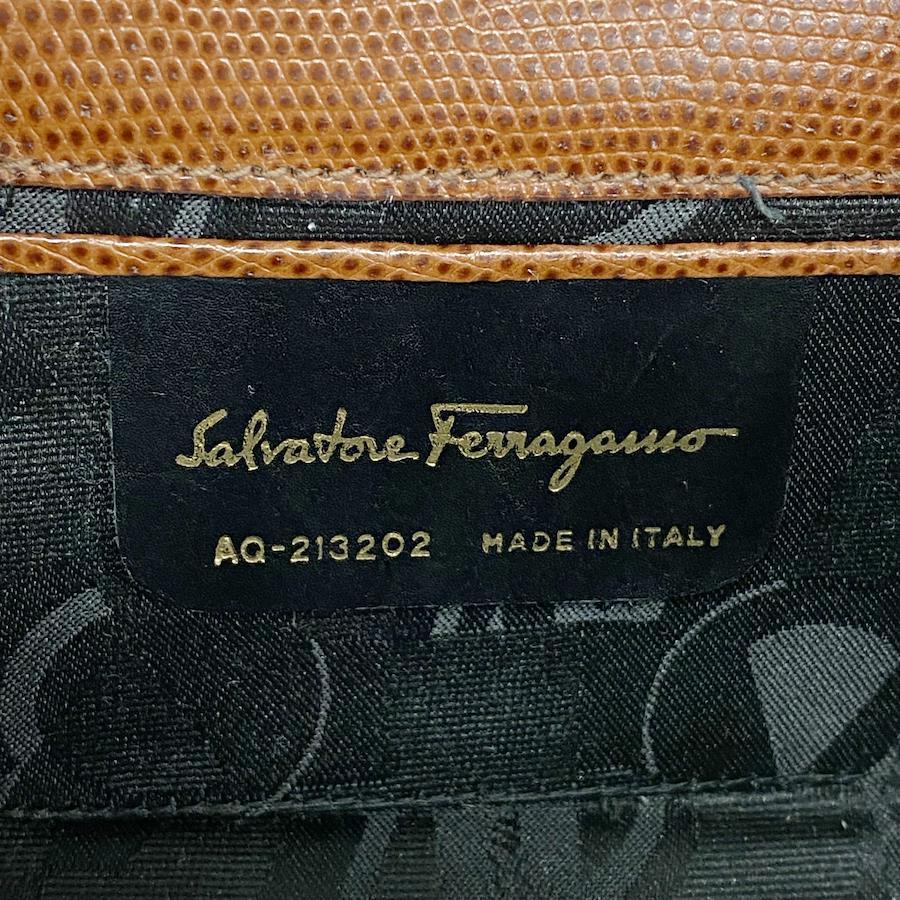 Salvatore Ferragamo
AQ-213202 MADE IN ITALY